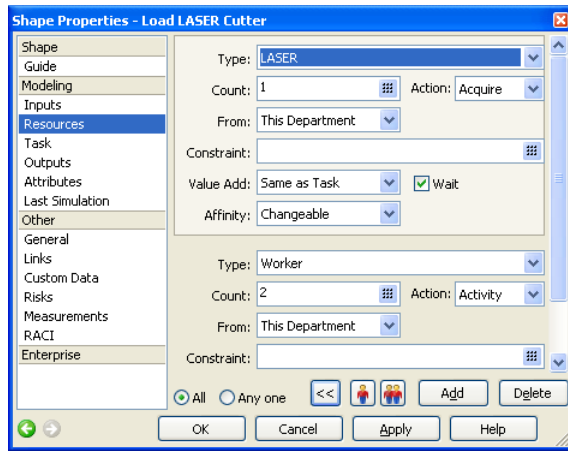 Shape Properties - Load LASER Cutter
Shape
Guide
Modeling
Inputs
Resources
Task
Outputs
Attributes
Last Simulation
Other
General
Links
Custom Data
Risks
Measurements
RACI
Enterprise
Type: LASER
Count: 1 Action: Acquire
From: This Department
Constraint:
Value Add: Same as Task Wait
Affinity: Changeable
Type: Worker
Count: 2 Action: Activity
From: This Department
Constraint:
All Any one << Add Delete
OK Cancel Apply Help